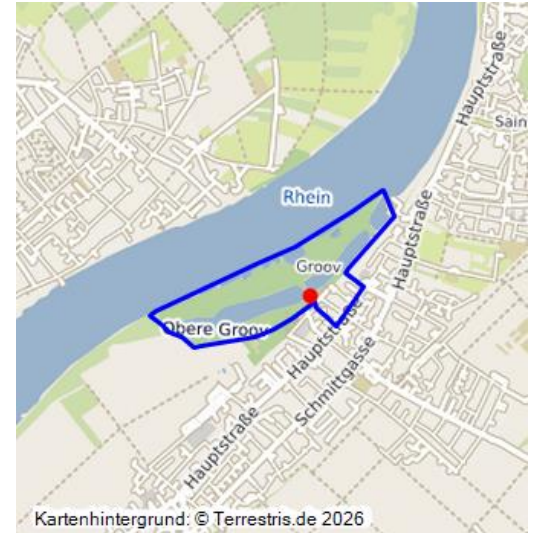 Hauptstraße
Sain
Rhein
Hauptstraße
Groov
Obere Groov
Hauptstraße
Schmittgasse
Hauptstraße
Kartenhintergrund: © Terrestris.de 2026